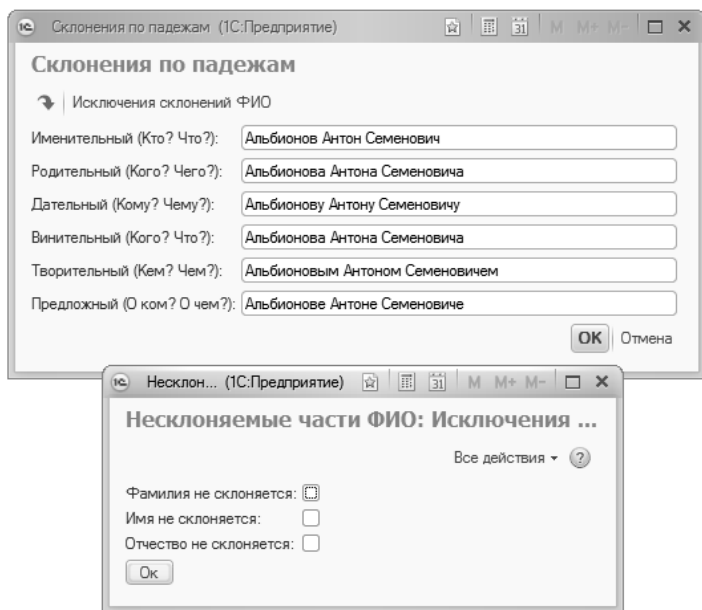 Склонения по падежам (1С:Предприятие) 31 M M+ M-
Склонения по падежам
Исключения склонений ФИО
Именительный (Кто? Что?): Альбионов Антон Семенович
Родительный (Кого? Чего?): Альбионова Антона Семеновича
Дательный (Кому? Чему?): Альбионову Антону Семеновичу
Винительный (Кого? Что?): Альбионова Антона Семеновича
Творительный (Кем? Чем?): Альбионовым Антоном Семеновичем
Предложный (О ком? О чем?): Альбионове Антоне Семеновиче
ОК Отмена
Несклон... (1С:Предприятие) 31 M M+ M-
Несклоняемые части ФИО: Исключения ...
Все действия ?
Фамилия не склоняется:
Имя не склоняется:
Отчество не склоняется:
Ок